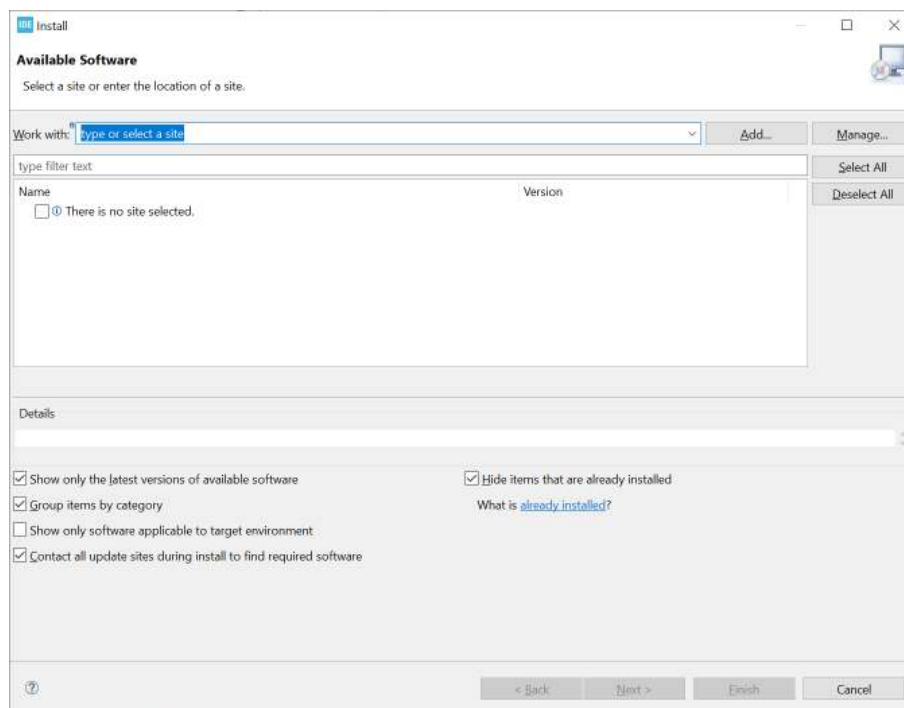 IDE Install
Available Software
Select a site or enter the location of a site.
Work with: type or select a site Add... Manage...
type filter text Select All
Name Version Deselect All
There is no site selected.
Details
Show only the latest versions of available software Hide items that are already installed
Group items by category What is already installed?
Show only software applicable to target environment
Contact all update sites during install to find required software
< Back Next > Finish Cancel